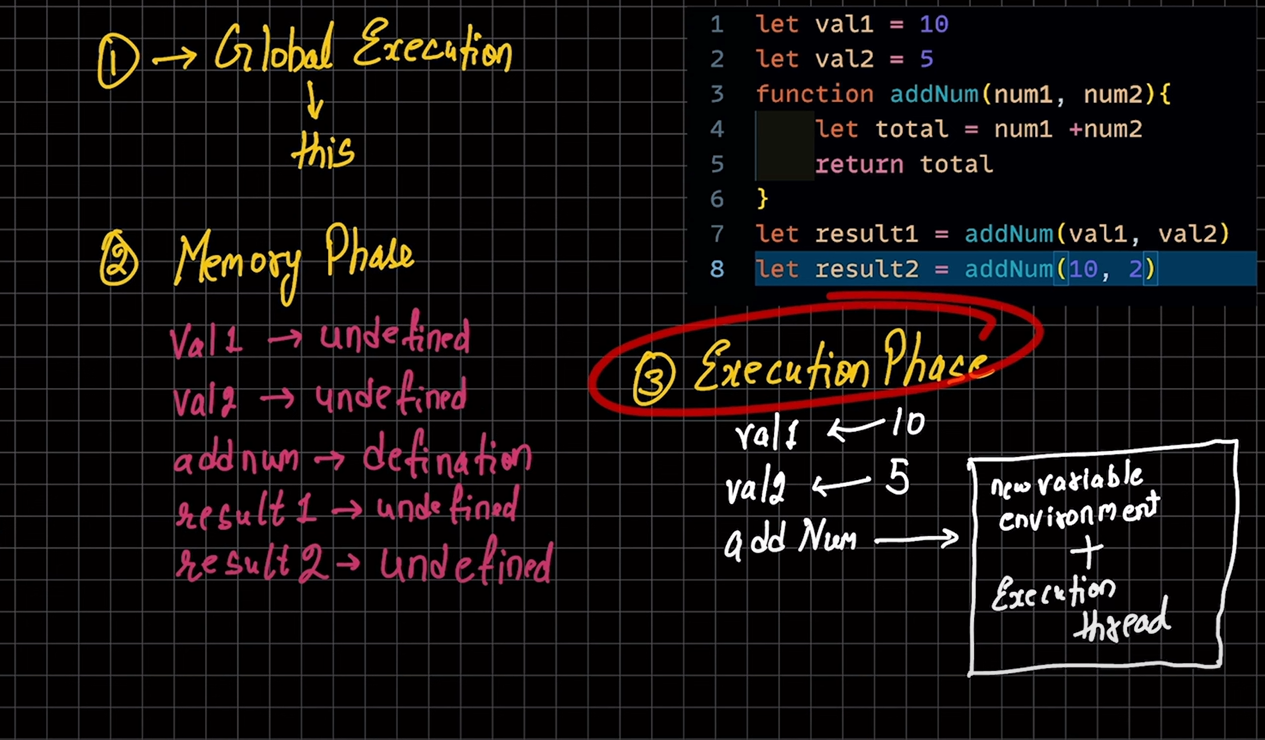 ① → Global Execution
↓
this
② Memory Phase
Val1 → undefined
val2 → undefined
addnum → defination
result1 → undefined
result2 → undefined
1 let val1 = 10
2 let val2 = 5
3 function addNum(num1, num2){
4     let total = num1 +num2
5     return total
6 }
7 let result1 = addNum(val1, val2)
8 let result2 = addNum(10, 2)
③ Execution Phase
val1 ← 10
val2 ← 5
add Num →
new variable
environment
+
Execution
thread